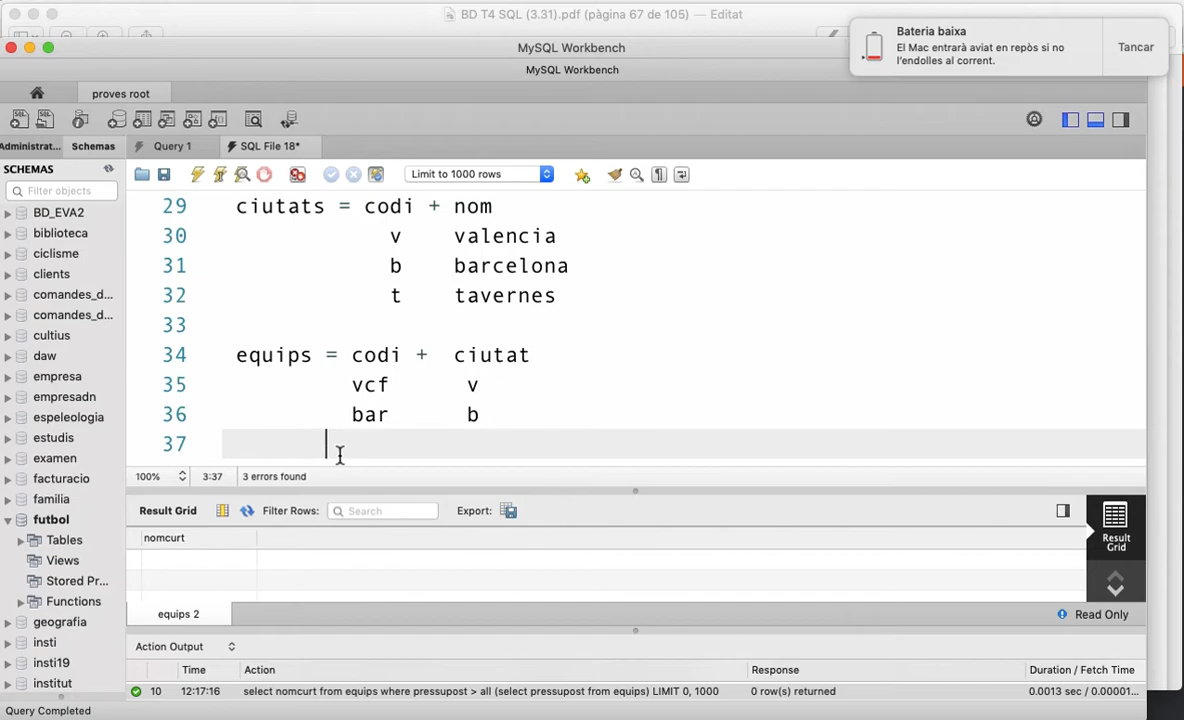 BD T4 SQL (3.31).pdf (pàgina 67 de 105) — Editat
MySQL Workbench
Bateria baixa
El Mac entrarà aviat en repòs si no
l'endolles al corrent.
Tancar
MySQL Workbench
proves root
Administrat...
Schemas
Query 1
SQL File 18*
SCHEMAS
Limit to 1000 rows
Filter objects
BD_EVA2
biblioteca
ciclisme
clients
comandes_d...
comandes_d...
cultius
daw
empresa
empresadn
espeleologia
estudis
examen
facturacio
familia
futbol
Tables
Views
Stored Pr...
Functions
geografia
insti
insti19
institut
29 ciutats = codi + nom
30 v valencia
31 b barcelona
32 t tavernes
33
34 equips = codi + ciutat
35 vcf v
36 bar b
37
100% 3:37 3 errors found
Result Grid Filter Rows: Search Export:
nomcurt
Result
Grid
equips 2
Read Only
Action Output
Time Action Response Duration / Fetch Time
10 12:17:16 select nomcurt from equips where pressupost > all (select pressupost from equips) LIMIT 0, 1000 0 row(s) returned 0.0013 sec / 0.00001...
Query Completed